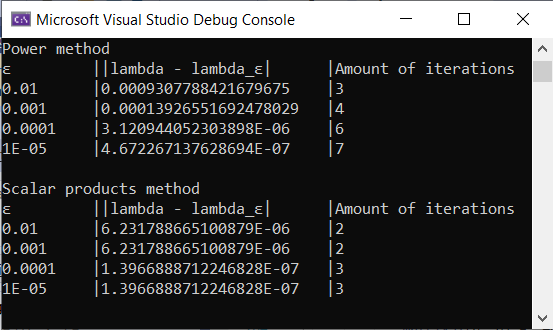 Microsoft Visual Studio Debug Console
Power method
ε ||lambda - lambda_ε| |Amount of iterations
0.01 |0.0009307788421679675 |3
0.001 |0.00013926551692478029 |4
0.0001 |3.120944052303898E-06 |6
1E-05 |4.672267137628694E-07 |7
Scalar products method
ε ||lambda - lambda_ε| |Amount of iterations
0.01 |6.231788665100879E-06 |2
0.001 |6.231788665100879E-06 |2
0.0001 |1.3966888712246828E-07 |3
1E-05 |1.3966888712246828E-07 |3